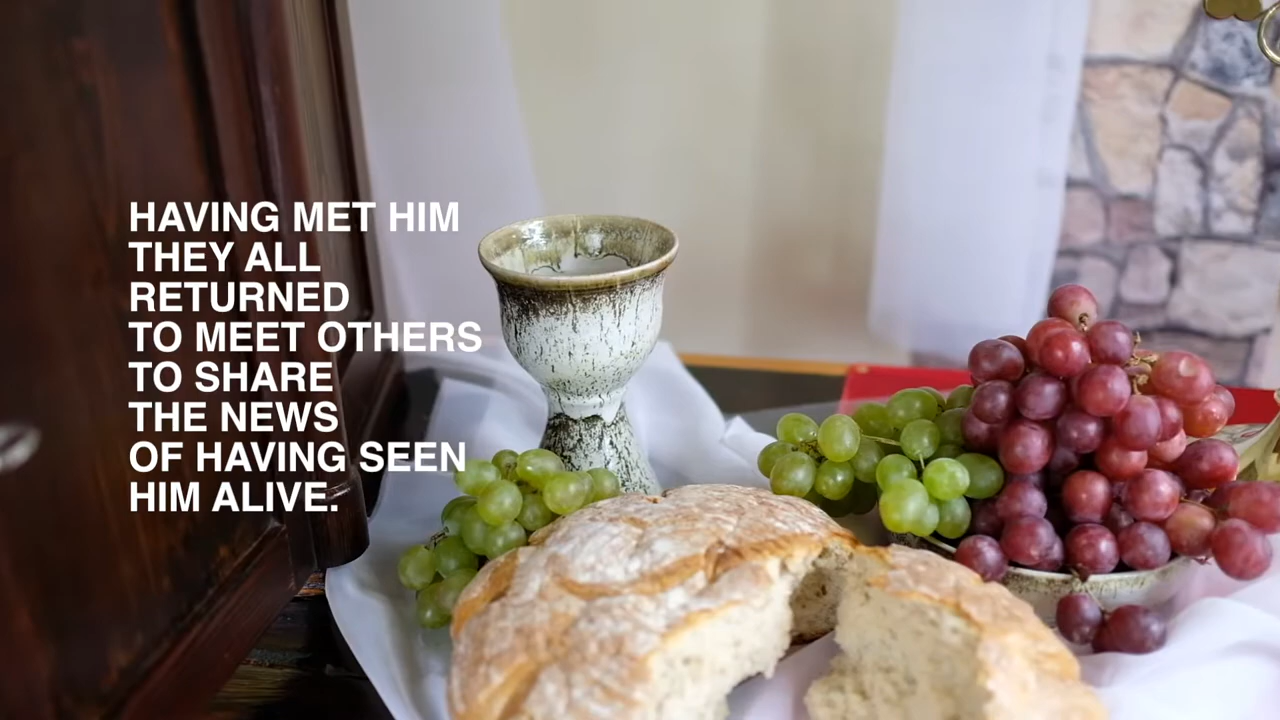 HAVING MET HIM
THEY ALL
RETURNED
TO MEET OTHERS
TO SHARE
THE NEWS
OF HAVING SEEN
HIM ALIVE.